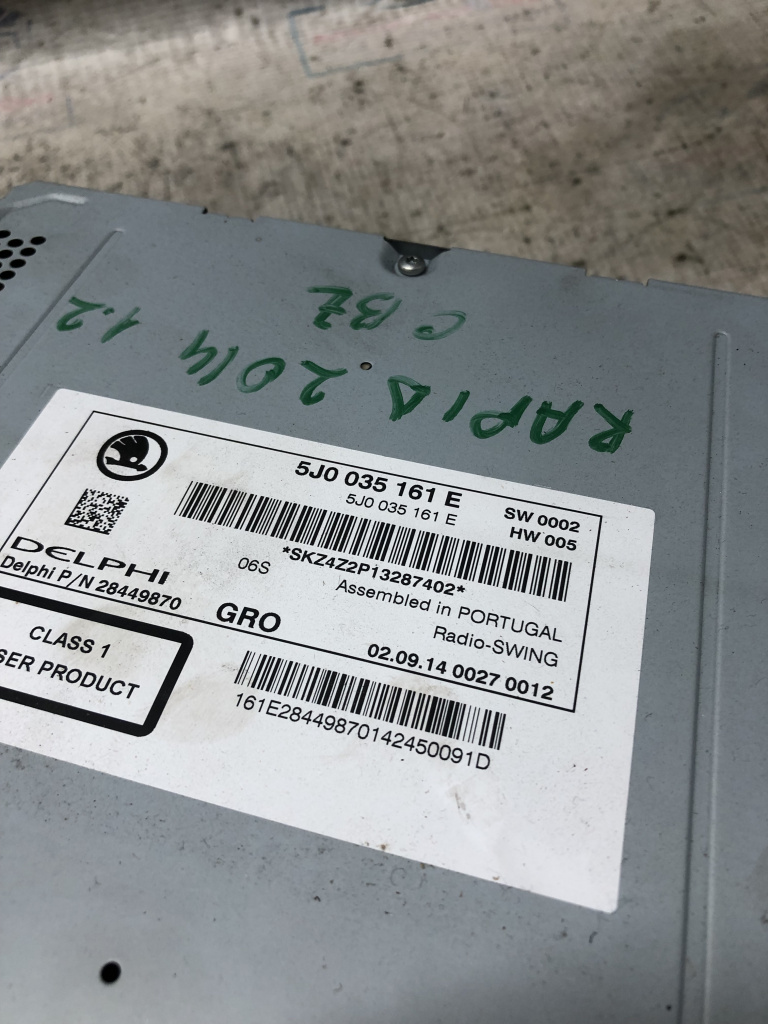 RAPID 2014 1.2
CBZ
5J0 035 161 E
5J0 035 161 E
SW 0002
HW 005
*SKZ4Z2P13287402*
DELPHI
Delphi P/N 28449870
06S
Assembled in PORTUGAL
GRO
Radio-SWING
02.09.14 0027 0012
CLASS 1
SER PRODUCT
161E28449870142450091D